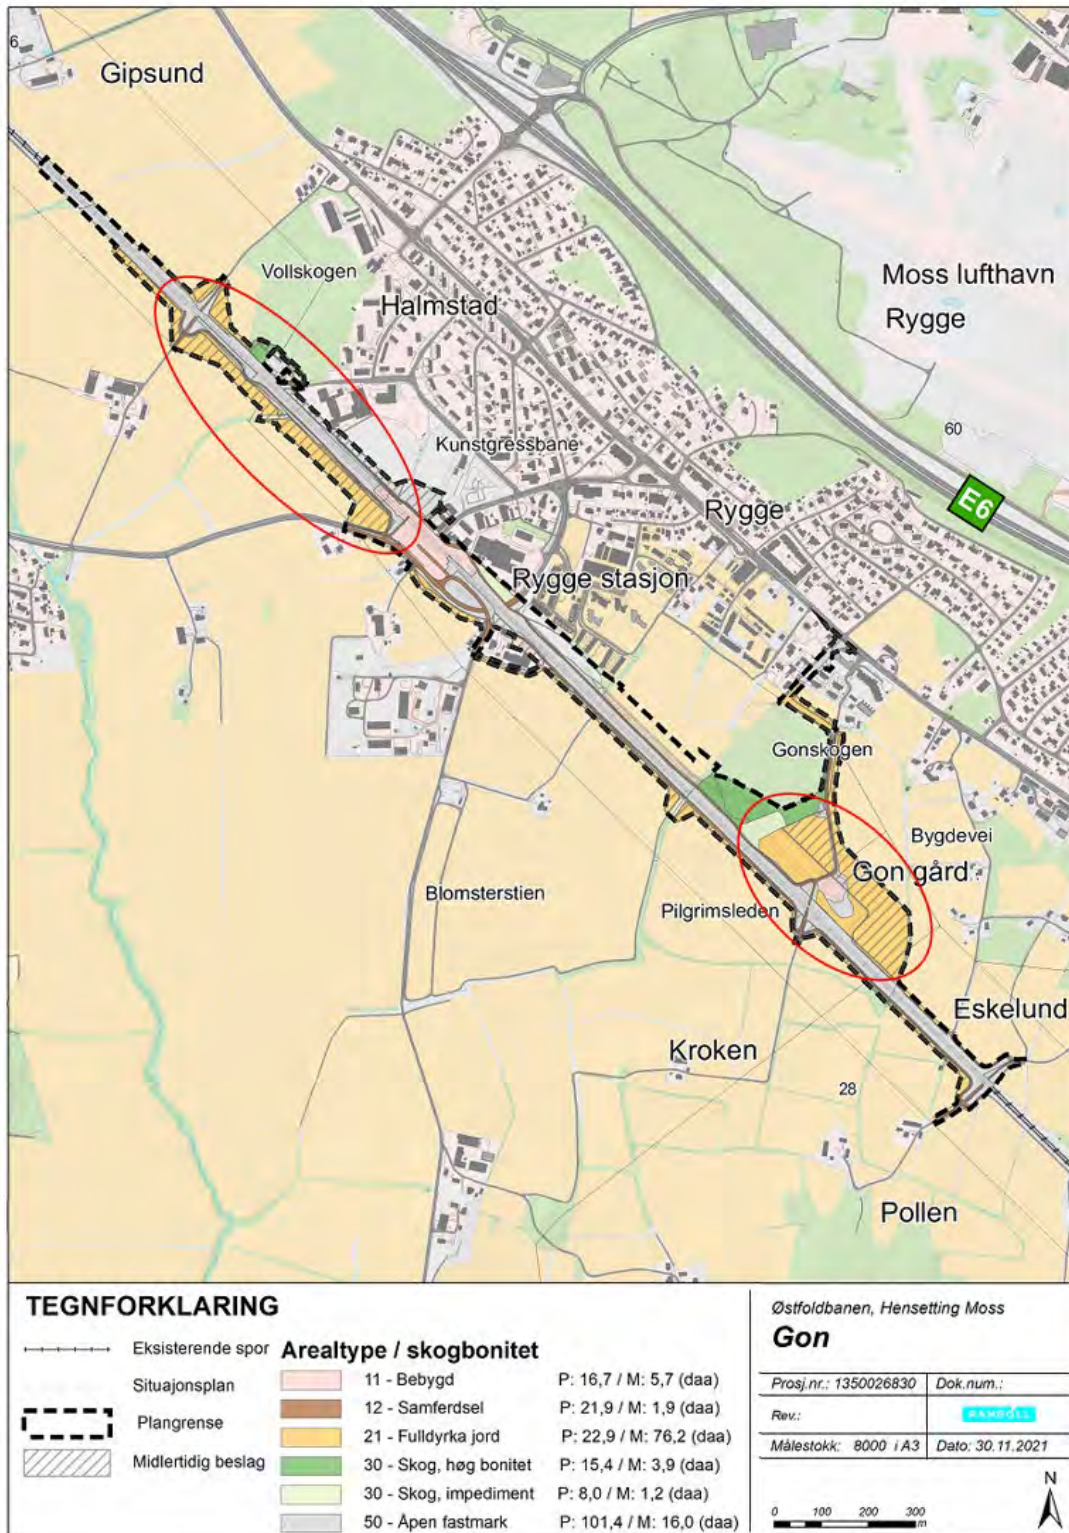 6
Gipsund
Vollskogen
Halmstad
Moss lufthavn
Rygge
60
Kunstgressbane
E6
Rygge
Rygge stasjon
Gonskogen
Bygdevei
Gon gård
Blomsterstien
Pilgrimsleden
Eskelund
Kroken
28
Pollen
TEGNFORKLARING
Eksisterende spor
Situajonsplan
Plangrense
Midlertidig beslag
Arealtype / skogbonitet
11 - Bebygd P: 16,7 / M: 5,7 (daa)
12 - Samferdsel P: 21,9 / M: 1,9 (daa)
21 - Fulldyrka jord P: 22,9 / M: 76,2 (daa)
30 - Skog, høg bonitet P: 15,4 / M: 3,9 (daa)
30 - Skog, impediment P: 8,0 / M: 1,2 (daa)
50 - Åpen fastmark P: 101,4 / M: 16,0 (daa)
Østfoldbanen, Hensetting Moss
Gon
Prosj.nr.: 1350026830 Dok.num.:
Rev.: RAMBOLL
Målestokk: 8000 i A3 Dato: 30.11.2021
N
0 100 200 300
m